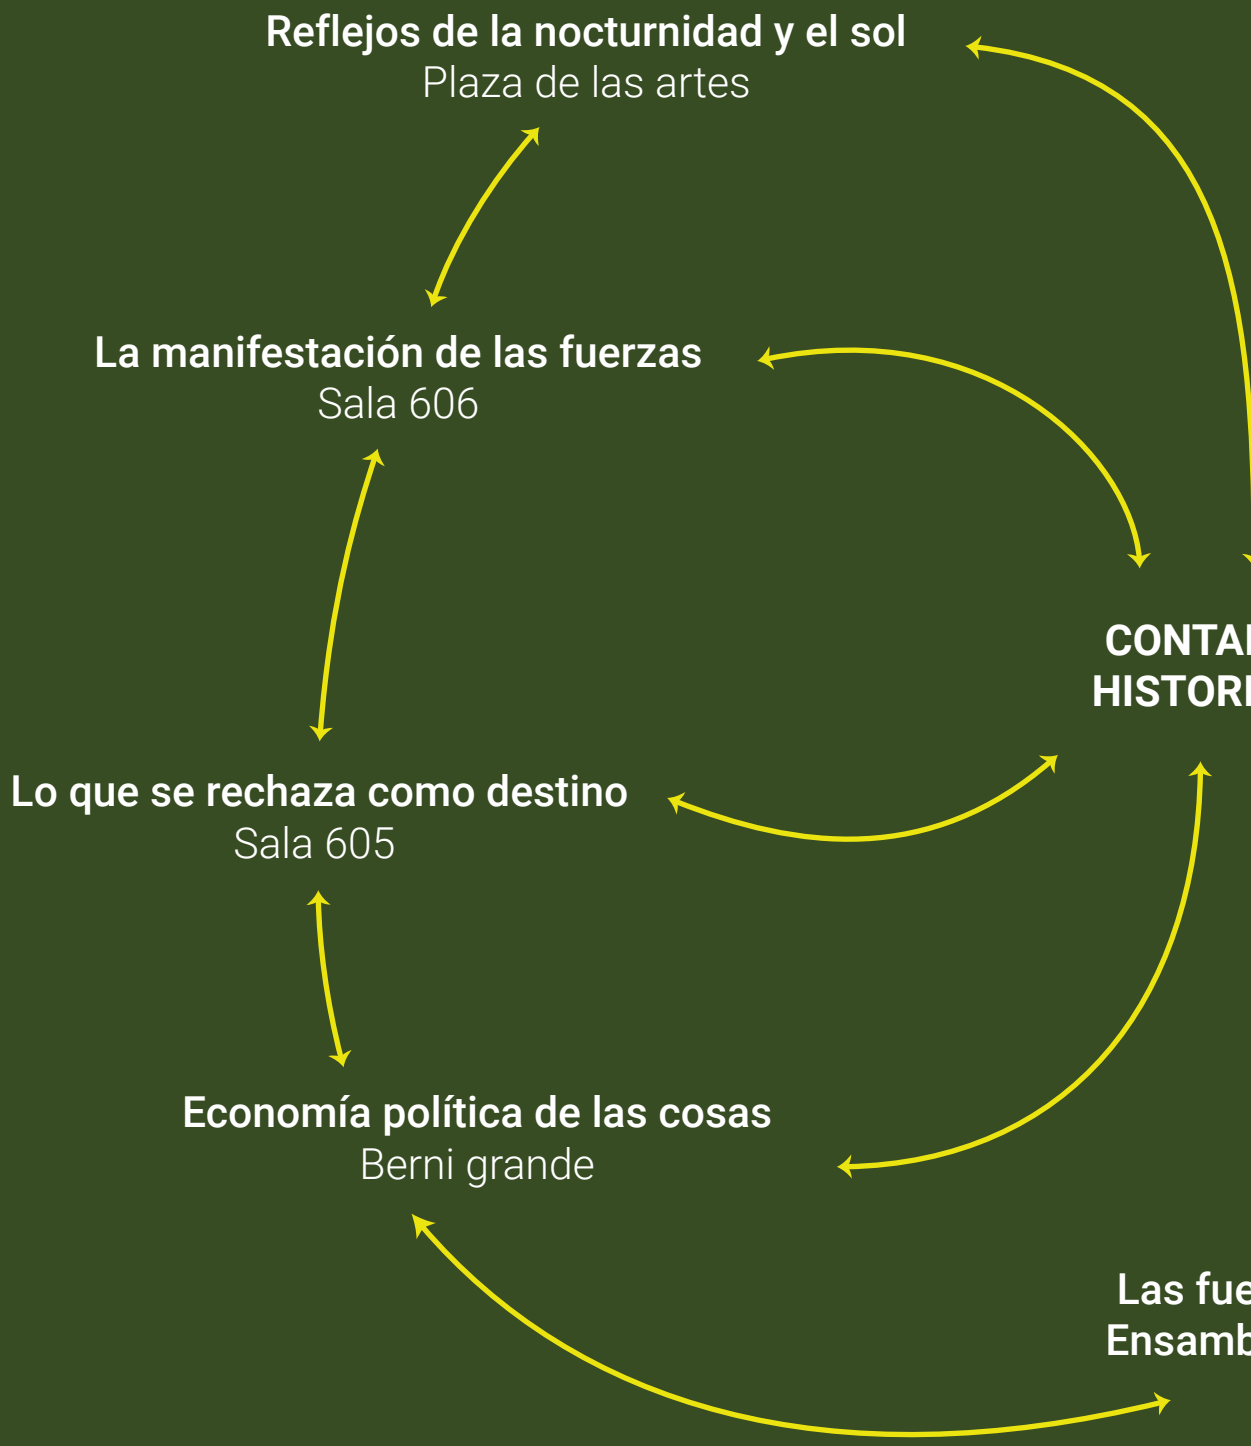 Reflejos de la nocturnidad y el sol
Plaza de las artes
La manifestación de las fuerzas
Sala 606
Lo que se rechaza como destino
Sala 605
Economía política de las cosas
Berni grande
Las